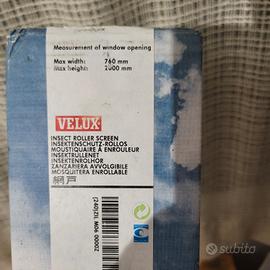 Measurement of window opening
Max width: 760 mm
Max height: 2000 mm
VELUX
INSECT ROLLER SCREEN
INSEKTENSCHUTZ-ROLLOS
MOUSTIQUAIRE À ENROULEUR
INSEKTRULLENET
INSEKTENROLHOR
ZANZARIERA AVVOLGIBILE
MOSQUITERA ENROLLABLE
網戸
subito